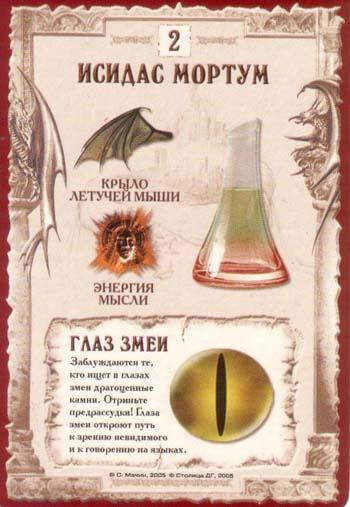 2
ИСИДАС МОРТУМ
КРЫЛО
ЛЕТУЧЕЙ МЫШИ
ЭНЕРГИЯ
МЫСЛИ
ГЛАЗ ЗМЕИ
Заблуждаются те,
кто ищет в глазах
змеи драгоценные
камни. Отриньте
предрассудки! Глаза
змеи откроют путь
к зрению невидимого
и к говорению на языках.
© С. Мачин, 2005 © Столица ДГ, 2005